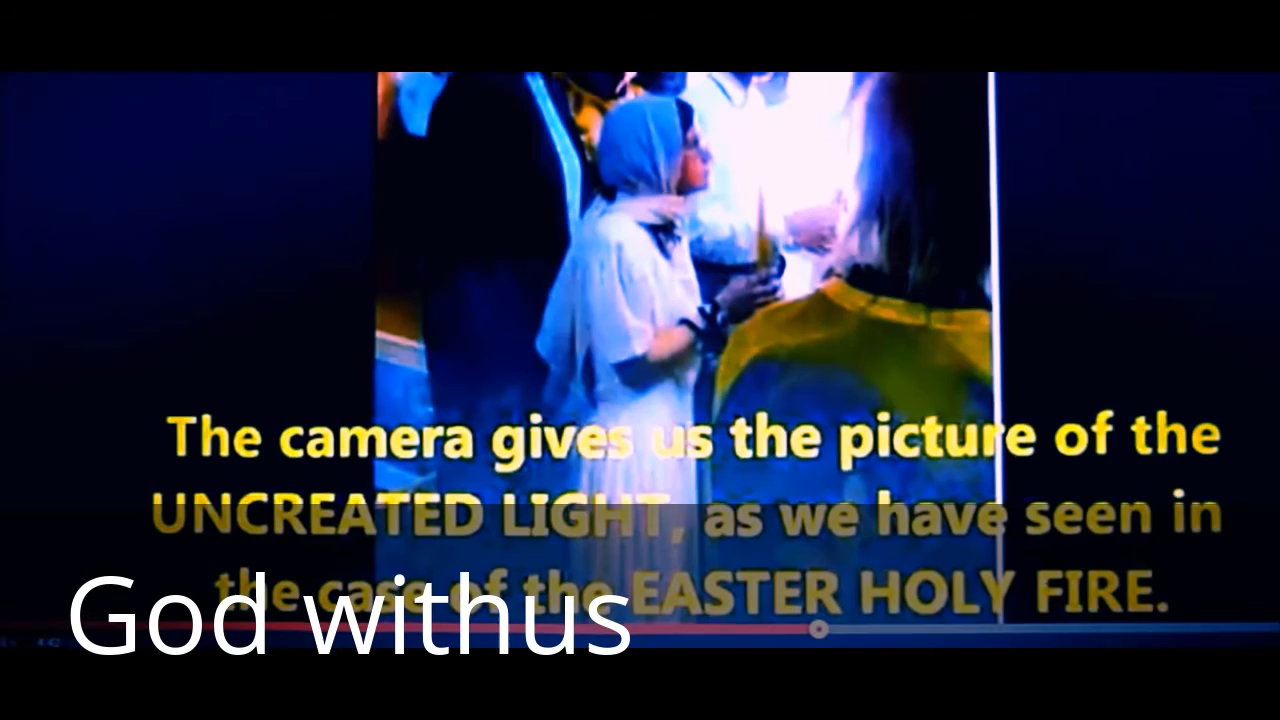 The camera gives us the picture of the
UNCREATED LIGHT, as we have seen in
the case of the EASTER HOLY FIRE.
God withus